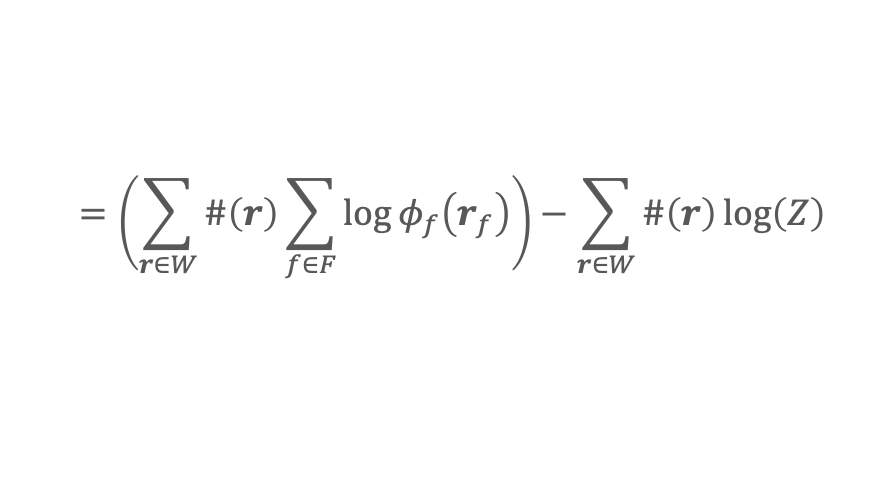 = (∑_{r∈W} #(r) ∑_{f∈F} log ϕ_f(r_f)) − ∑_{r∈W} #(r) log(Z)